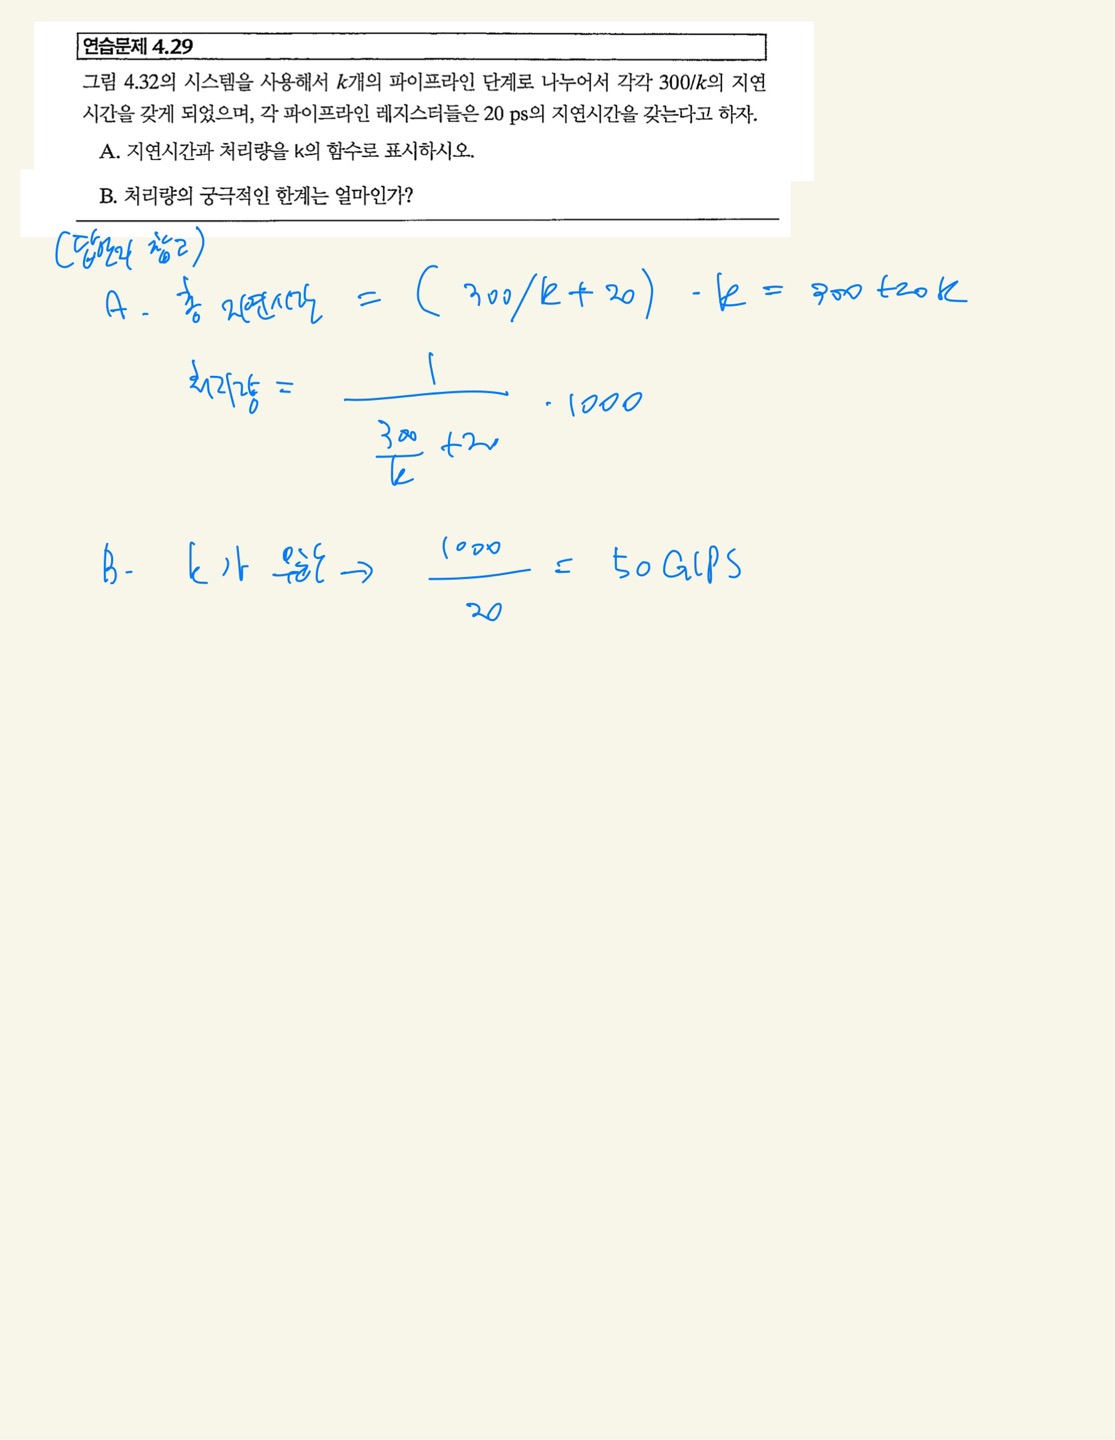 연습문제 4.29
그림 4.32의 시스템을 사용해서 k개의 파이프라인 단계로 나누어서 각각 300/k의 지연
시간을 갖게 되었으며, 각 파이프라인 레지스터들은 20 ps의 지연시간을 갖는다고 하자.
A. 지연시간과 처리량을 k의 함수로 표시하시오.
B. 처리량의 궁극적인 한계는 얼마인가?
(답안지 참고)
A. 총 지연시간 = (300/k + 20) · k = 300 + 20k
처리량 = 1 / (300/k + 20) · 1000
B- k가 무한 → 1000/20 = 50 GIPS